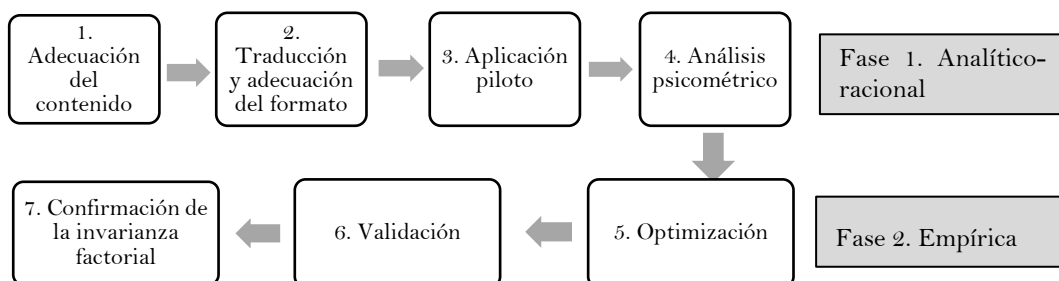 1.
Adecuación
del
contenido
2.
Traducción
y adecuación
del formato
3. Aplicación
piloto
4. Análisis
psicométrico
Fase 1. Analítico-
racional
7. Confirmación de
la invarianza
factorial
6. Validación
5. Optimización
Fase 2. Empírica